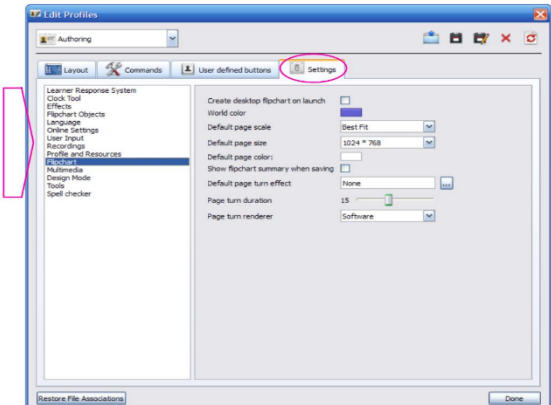 Edit Profiles
Authoring
Layout
Commands
User defined buttons
Settings
Learner Response System
Clock Tool
Effects
Flipchart Objects
Language
Online Settings
User Input
Recordings
Profile and Resources
Flipchart
Multimedia
Design Mode
Tools
Spell checker
Create desktop flipchart on launch
World color
Default page scale Best Fit
Default page size 1024 * 768
Default page color:
Show flipchart summary when saving
Default page turn effect None ...
Page turn duration 15
Page turn renderer Software
Restore File Associations
Done